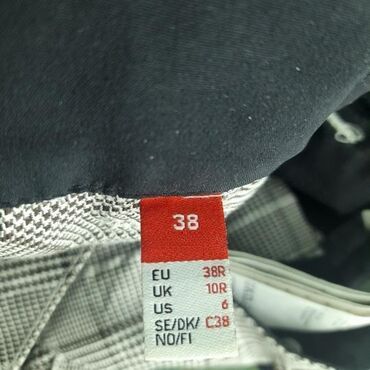 38
EU 38R
UK 10R
US 6
SE/DK/ C38
NO/FI